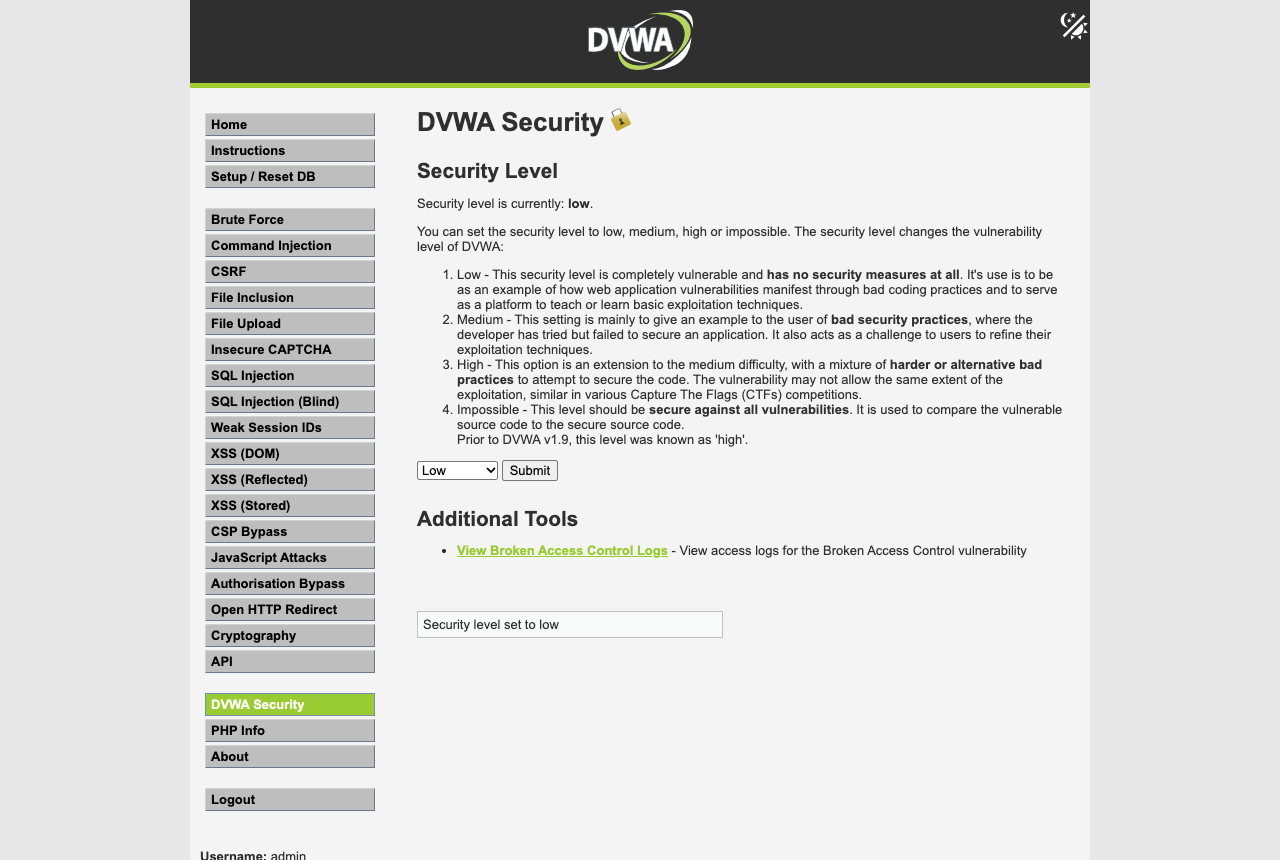 DVWA
Home
Instructions
Setup / Reset DB
Brute Force
Command Injection
CSRF
File Inclusion
File Upload
Insecure CAPTCHA
SQL Injection
SQL Injection (Blind)
Weak Session IDs
XSS (DOM)
XSS (Reflected)
XSS (Stored)
CSP Bypass
JavaScript Attacks
Authorisation Bypass
Open HTTP Redirect
Cryptography
API
DVWA Security
PHP Info
About
Logout
Username: admin
DVWA Security
Security Level
Security level is currently: low.
You can set the security level to low, medium, high or impossible. The security level changes the vulnerability
level of DVWA:
1. Low - This security level is completely vulnerable and has no security measures at all. It's use is to be
as an example of how web application vulnerabilities manifest through bad coding practices and to serve
as a platform to teach or learn basic exploitation techniques.
2. Medium - This setting is mainly to give an example to the user of bad security practices, where the
developer has tried but failed to secure an application. It also acts as a challenge to users to refine their
exploitation techniques.
3. High - This option is an extension to the medium difficulty, with a mixture of harder or alternative bad
practices to attempt to secure the code. The vulnerability may not allow the same extent of the
exploitation, similar in various Capture The Flags (CTFs) competitions.
4. Impossible - This level should be secure against all vulnerabilities. It is used to compare the vulnerable
source code to the secure source code.
Prior to DVWA v1.9, this level was known as 'high'.
Low Submit
Additional Tools
• View Broken Access Control Logs - View access logs for the Broken Access Control vulnerability
Security level set to low